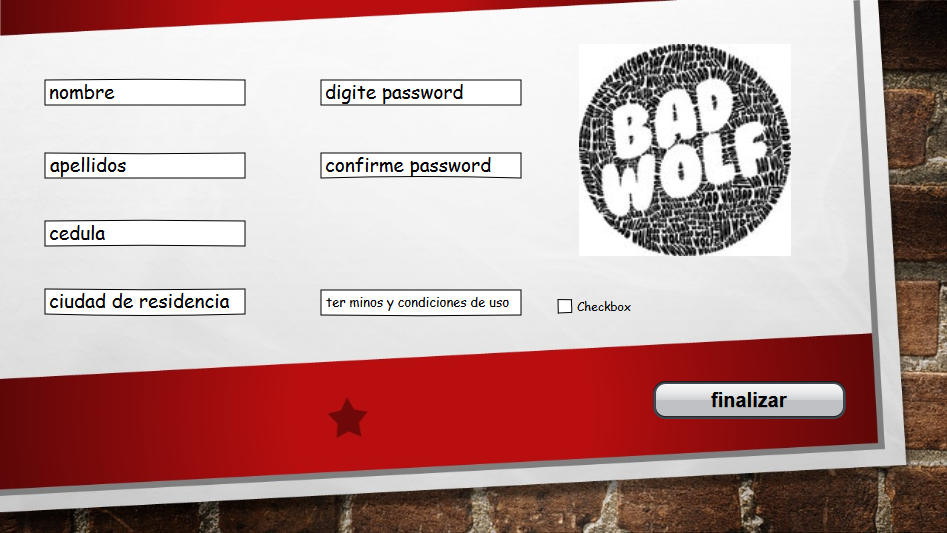 nombre
digite password
BAD
WOLF
apellidos
confirme password
cedula
ciudad de residencia
ter minos y condiciones de uso
Checkbox
finalizar